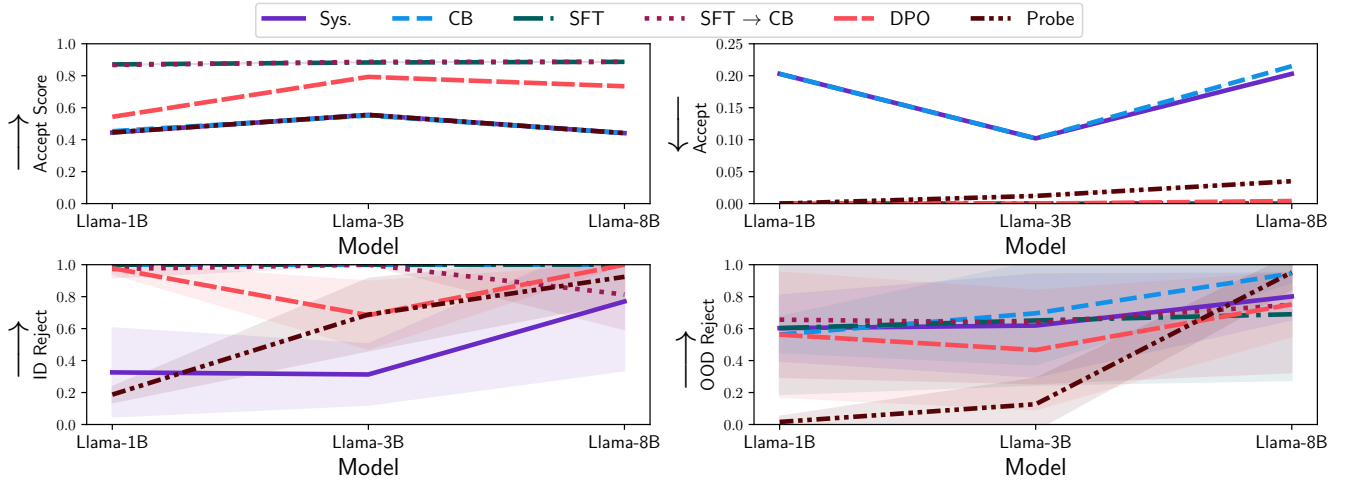 Sys. CB SFT SFT → CB DPO Probe
1.0
0.8
0.6
0.4
0.2
0.0
↑ Accept Score
Llama-1B Llama-3B Llama-8B
Model
0.25
0.20
0.15
0.10
0.05
0.00
↓ Accept
Llama-1B Llama-3B Llama-8B
Model
1.0
0.8
0.6
0.4
0.2
0.0
↑ ID Reject
Llama-1B Llama-3B Llama-8B
Model
1.0
0.8
0.6
0.4
0.2
0.0
↑ OOD Reject
Llama-1B Llama-3B Llama-8B
Model